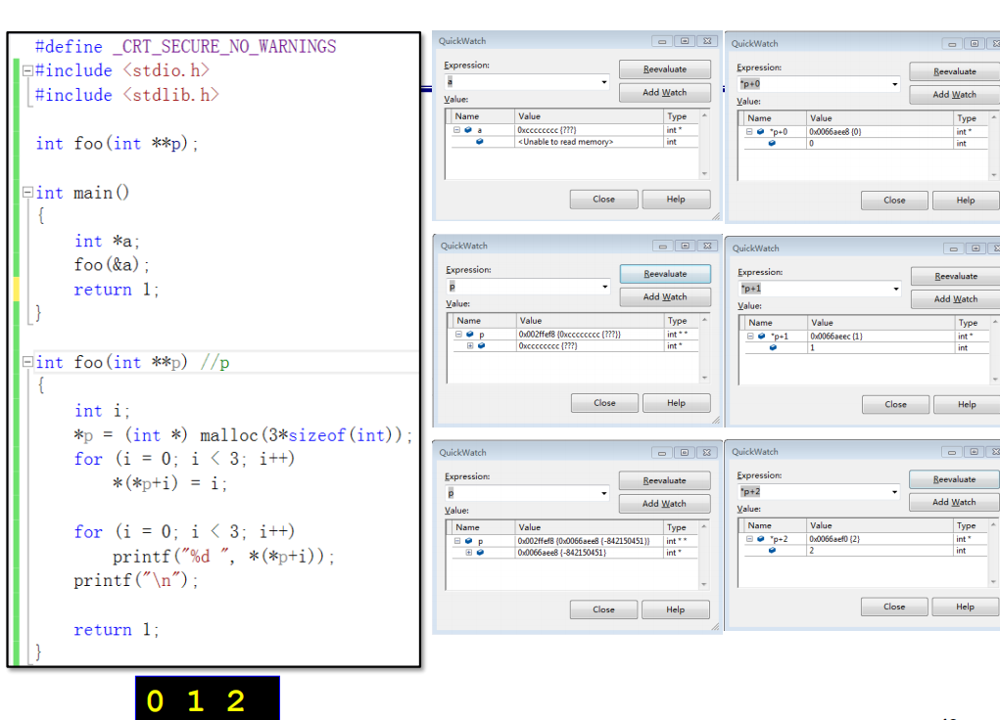 #define _CRT_SECURE_NO_WARNINGS
#include <stdio.h>
#include <stdlib.h>
int foo(int **p);
int main()
{
int *a;
foo(&a);
return 1;
}
int foo(int **p) //p
{
int i;
*p = (int *) malloc(3*sizeof(int));
for (i = 0; i < 3; i++)
*(*p+i) = i;
for (i = 0; i < 3; i++)
printf("%d ", *(*p+i));
printf("\n");
return 1;
}
0 1 2
QuickWatch
Expression:
a
Reevaluate
Add Watch
Value:
Name Value Type
a 0xcccccccc {???} int *
<Unable to read memory> int
Close Help
QuickWatch
Expression:
*p+0
Reevaluate
Add Watch
Value:
Name Value Type
*p+0 0x0066aee8 {0} int *
0 int
Close Help
QuickWatch
Expression:
p
Reevaluate
Add Watch
Value:
Name Value Type
p 0x002ffef8 {0xcccccccc {???}} int * *
0xcccccccc {???} int *
Close Help
QuickWatch
Expression:
*p+1
Reevaluate
Add Watch
Value:
Name Value Type
*p+1 0x0066aeec {1} int *
1 int
Close Help
QuickWatch
Expression:
p
Reevaluate
Add Watch
Value:
Name Value Type
p 0x002ffef8 {0x0066aee8 {-842150451}} int * *
0x0066aee8 {-842150451} int *
Close Help
QuickWatch
Expression:
*p+2
Reevaluate
Add Watch
Value:
Name Value Type
*p+2 0x0066aef0 {2} int *
2 int
Close Help